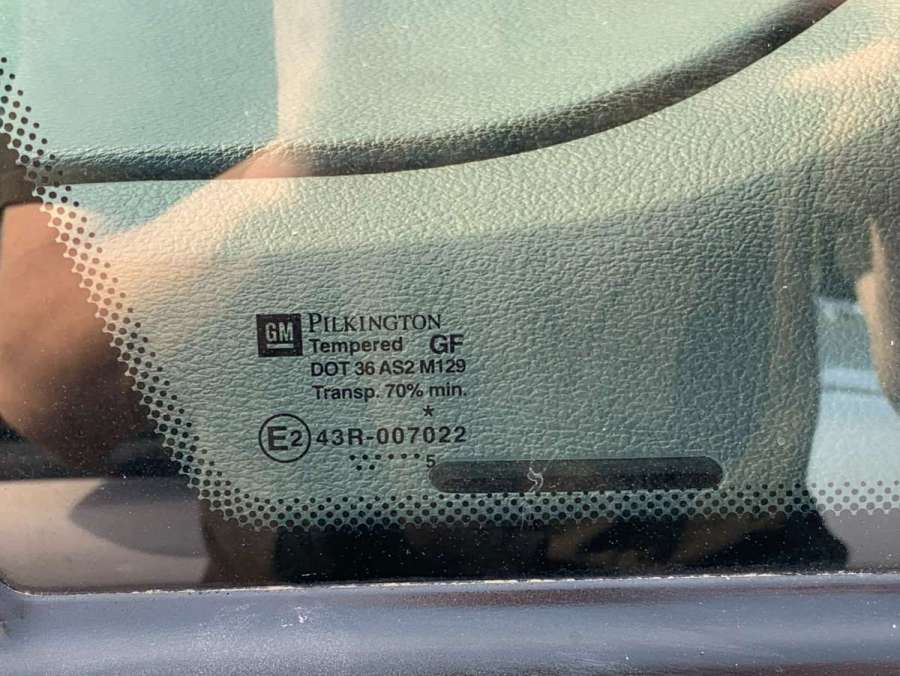 GM PILKINGTON
Tempered GF
DOT 36 AS2 M129
Transp. 70% min.
*
E2 43R-007022
5